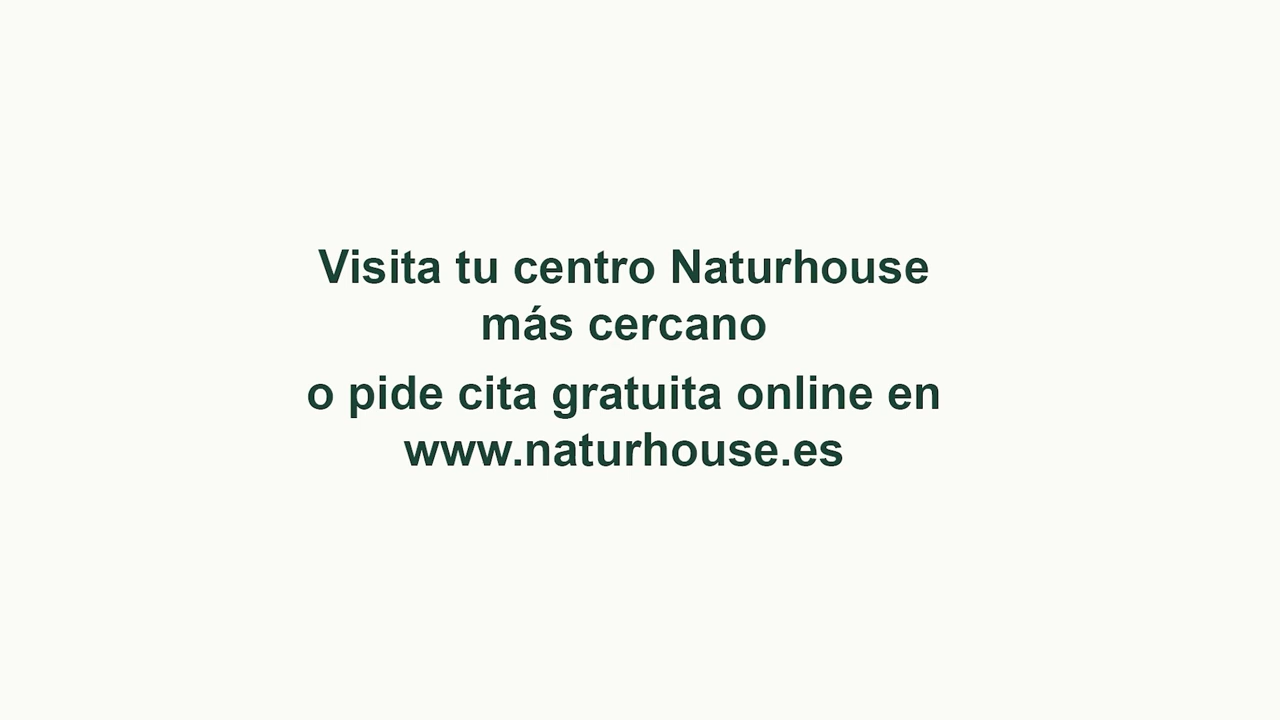 Visita tu centro Naturhouse
más cercano
o pide cita gratuita online en
www.naturhouse.es